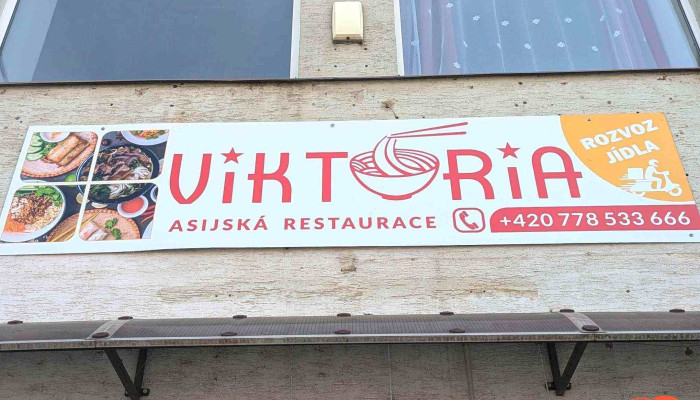 ViKTORiA
ASIJSKÁ RESTAURACE
+420 778 533 666
ROZVOZ
JÍDLA